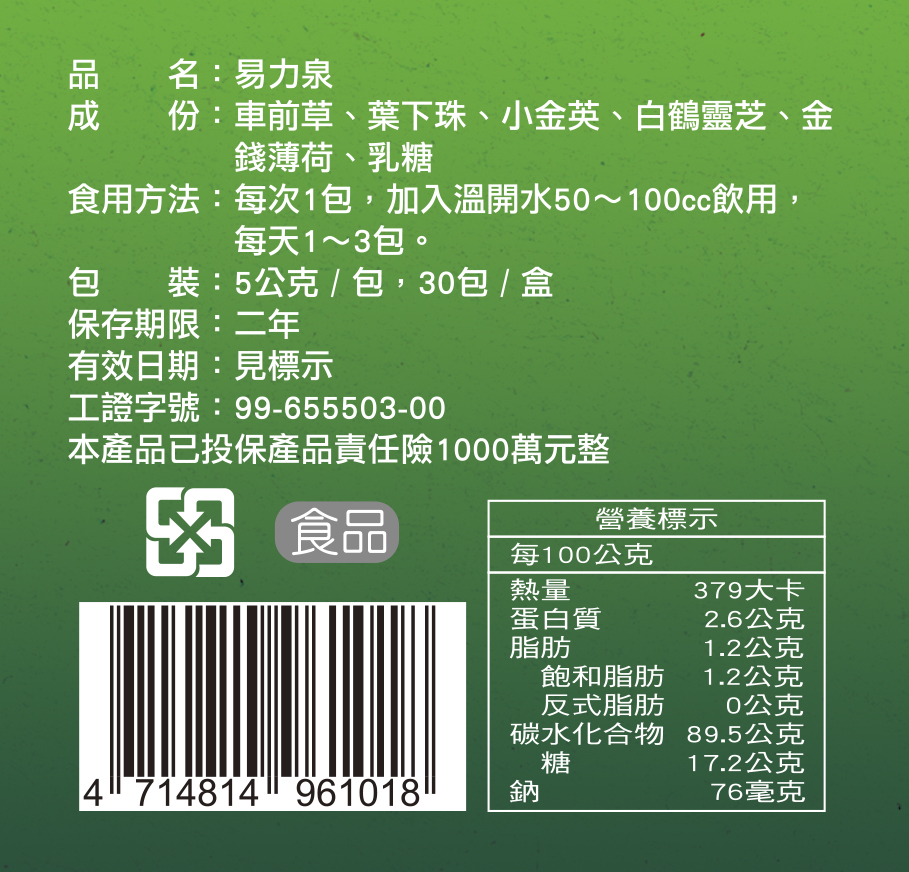 品　　名：易力泉
成　　份：車前草、葉下珠、小金英、白鶴靈芝、金
錢薄荷、乳糖
食用方法：每次1包，加入溫開水50～100cc飲用，
每天1～3包。
包　　裝：5公克 / 包，30包 / 盒
保存期限：二年
有效日期：見標示
工證字號：99-655503-00
本產品已投保產品責任險1000萬元整
食品
4 714814 961018
營養標示
每100公克
熱量 379大卡
蛋白質 2.6公克
脂肪 1.2公克
飽和脂肪 1.2公克
反式脂肪 0公克
碳水化合物 89.5公克
糖 17.2公克
鈉 76毫克